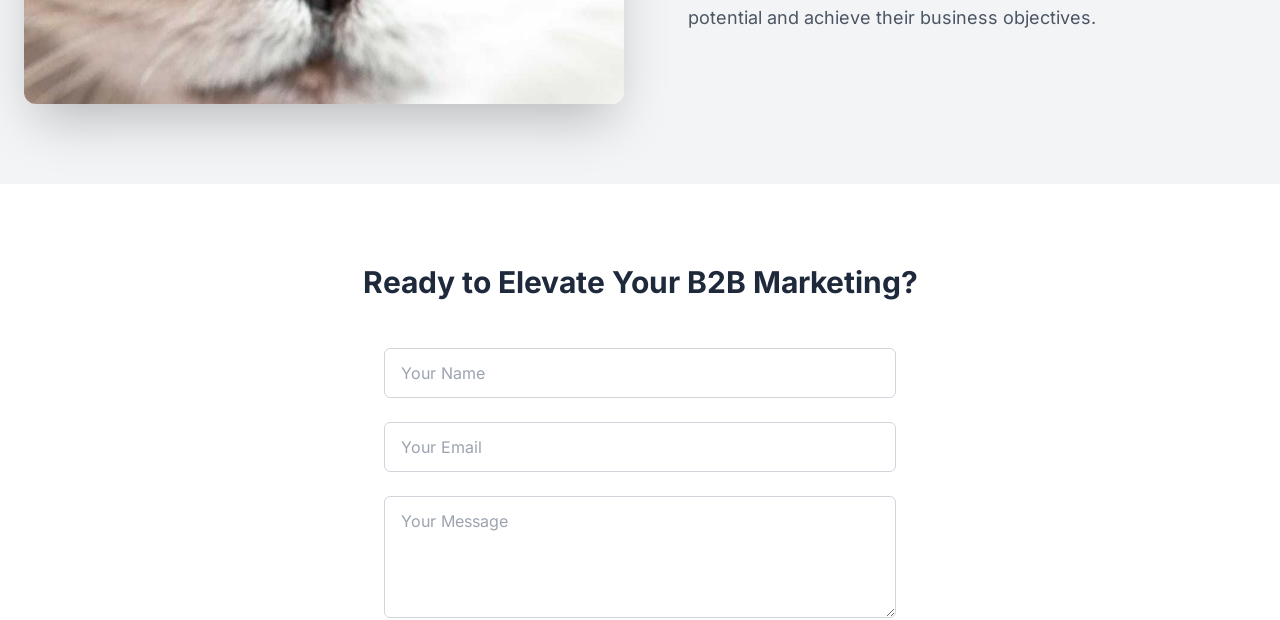 potential and achieve their business objectives.
Ready to Elevate Your B2B Marketing?
Your Name
Your Email
Your Message